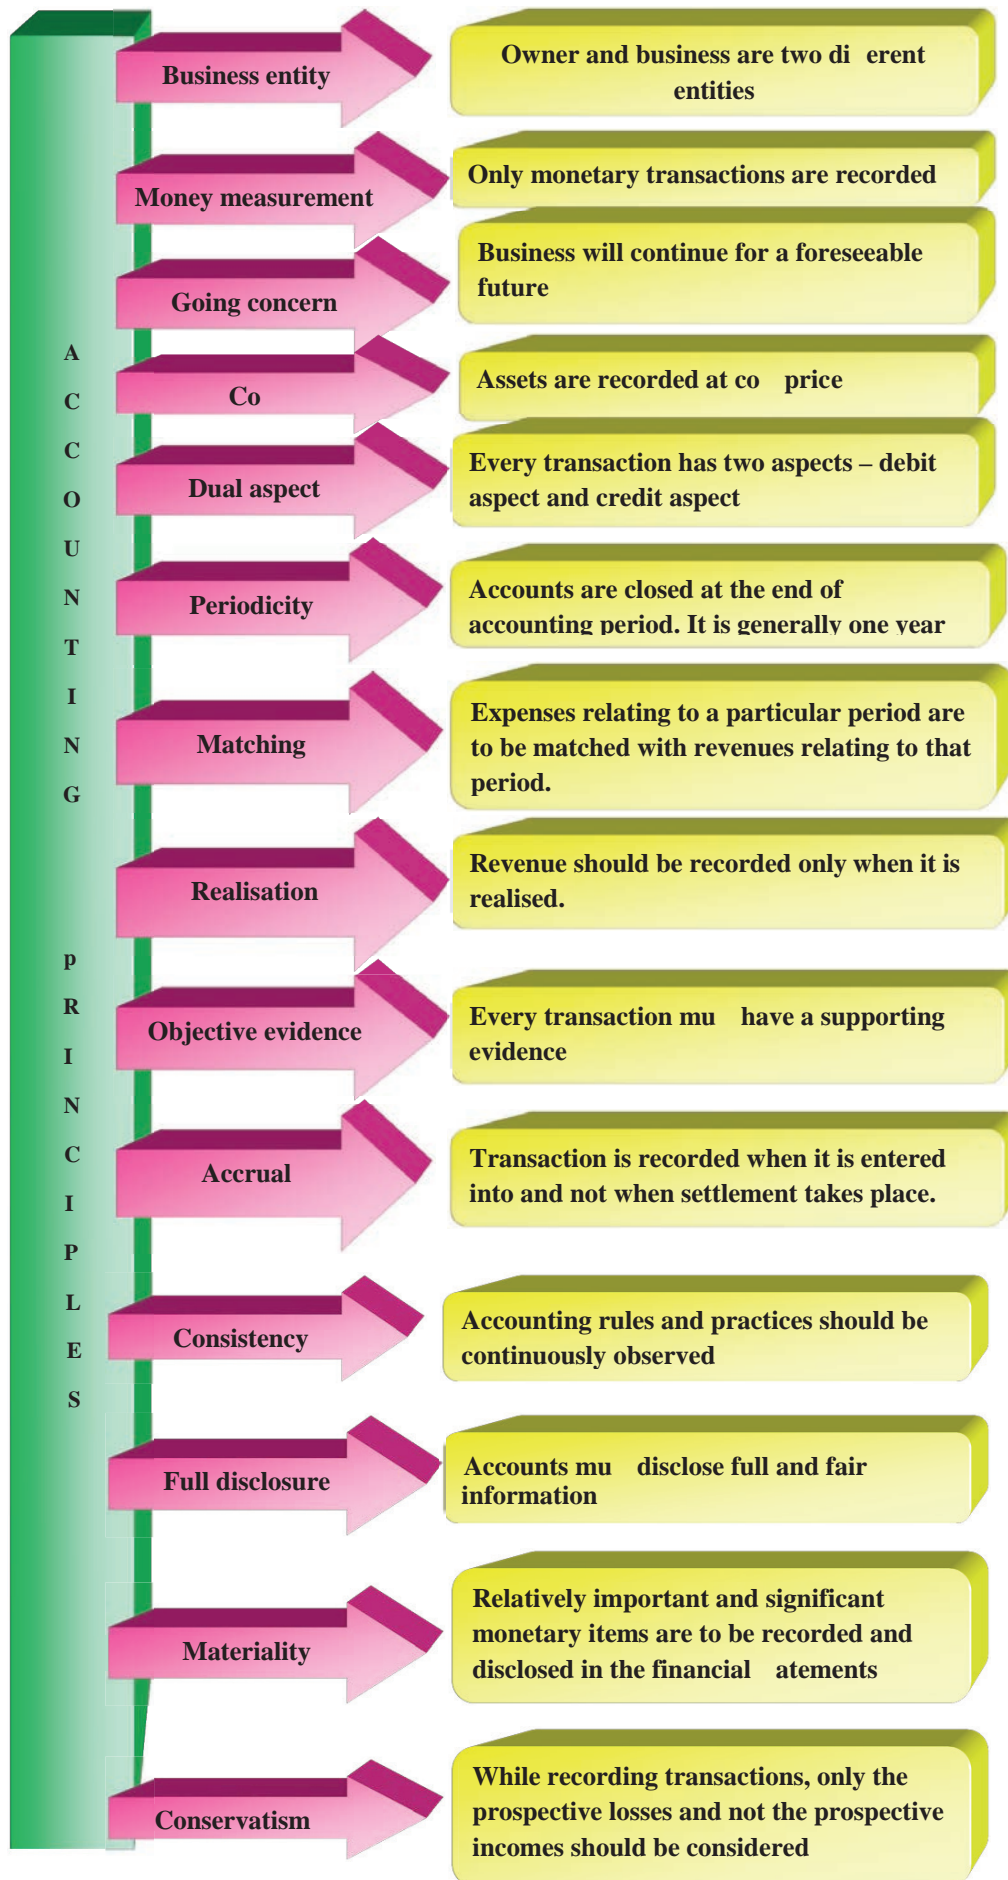 Business entity
Owner and business are two di erent
entities
Money measurement
Only monetary transactions are recorded
Going concern
Business will continue for a foreseeable
future
Co
Assets are recorded at co price
Dual aspect
Every transaction has two aspects – debit
aspect and credit aspect
Periodicity
Accounts are closed at the end of
accounting period. It is generally one year
Matching
Expenses relating to a particular period are
to be matched with revenues relating to that
period.
Realisation
Revenue should be recorded only when it is
realised.
Objective evidence
Every transaction mu have a supporting
evidence
Accrual
Transaction is recorded when it is entered
into and not when settlement takes place.
Consistency
Accounting rules and practices should be
continuously observed
Full disclosure
Accounts mu disclose full and fair
information
Materiality
Relatively important and significant
monetary items are to be recorded and
disclosed in the financial atements
Conservatism
While recording transactions, only the
prospective losses and not the prospective
incomes should be considered
ACCOUNTING pRINCIPLES